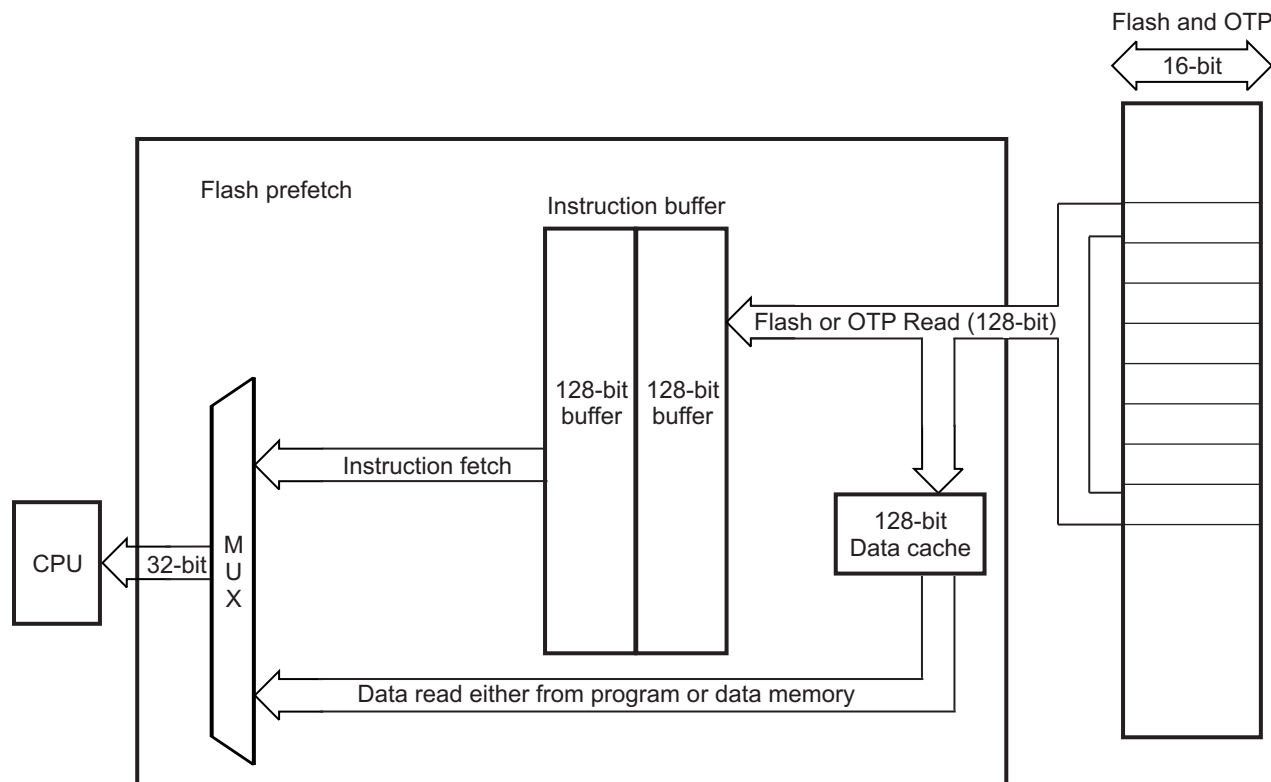 Flash and OTP
16-bit
Flash prefetch
Instruction buffer
Flash or OTP Read (128-bit)
128-bit
buffer
128-bit
buffer
Instruction fetch
128-bit
Data cache
CPU
32-bit
M
U
X
Data read either from program or data memory